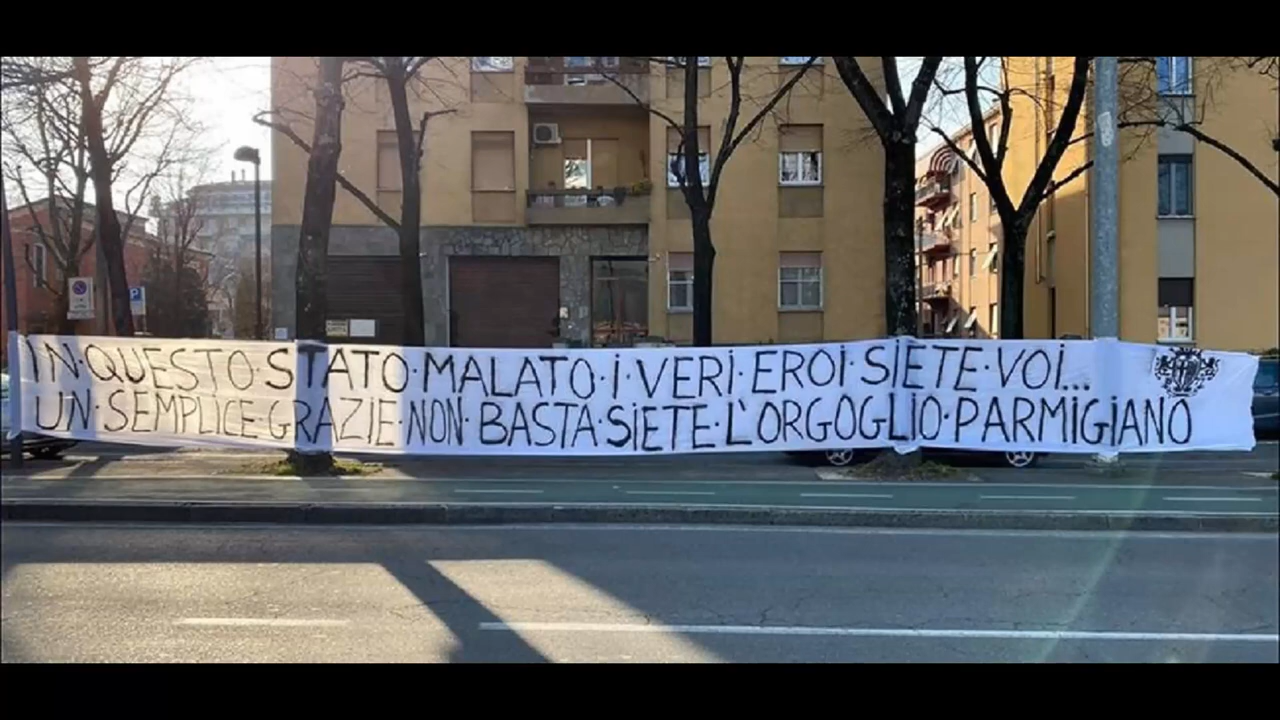 IN·QUESTO·STATO·MALATO·i·VERi·EROi·SiETE·VOi...
UN·SEMPLiCE GRAZiE·NON·BASTA·SiETE·L'ORGOGLiO·PARMiGiANO
P